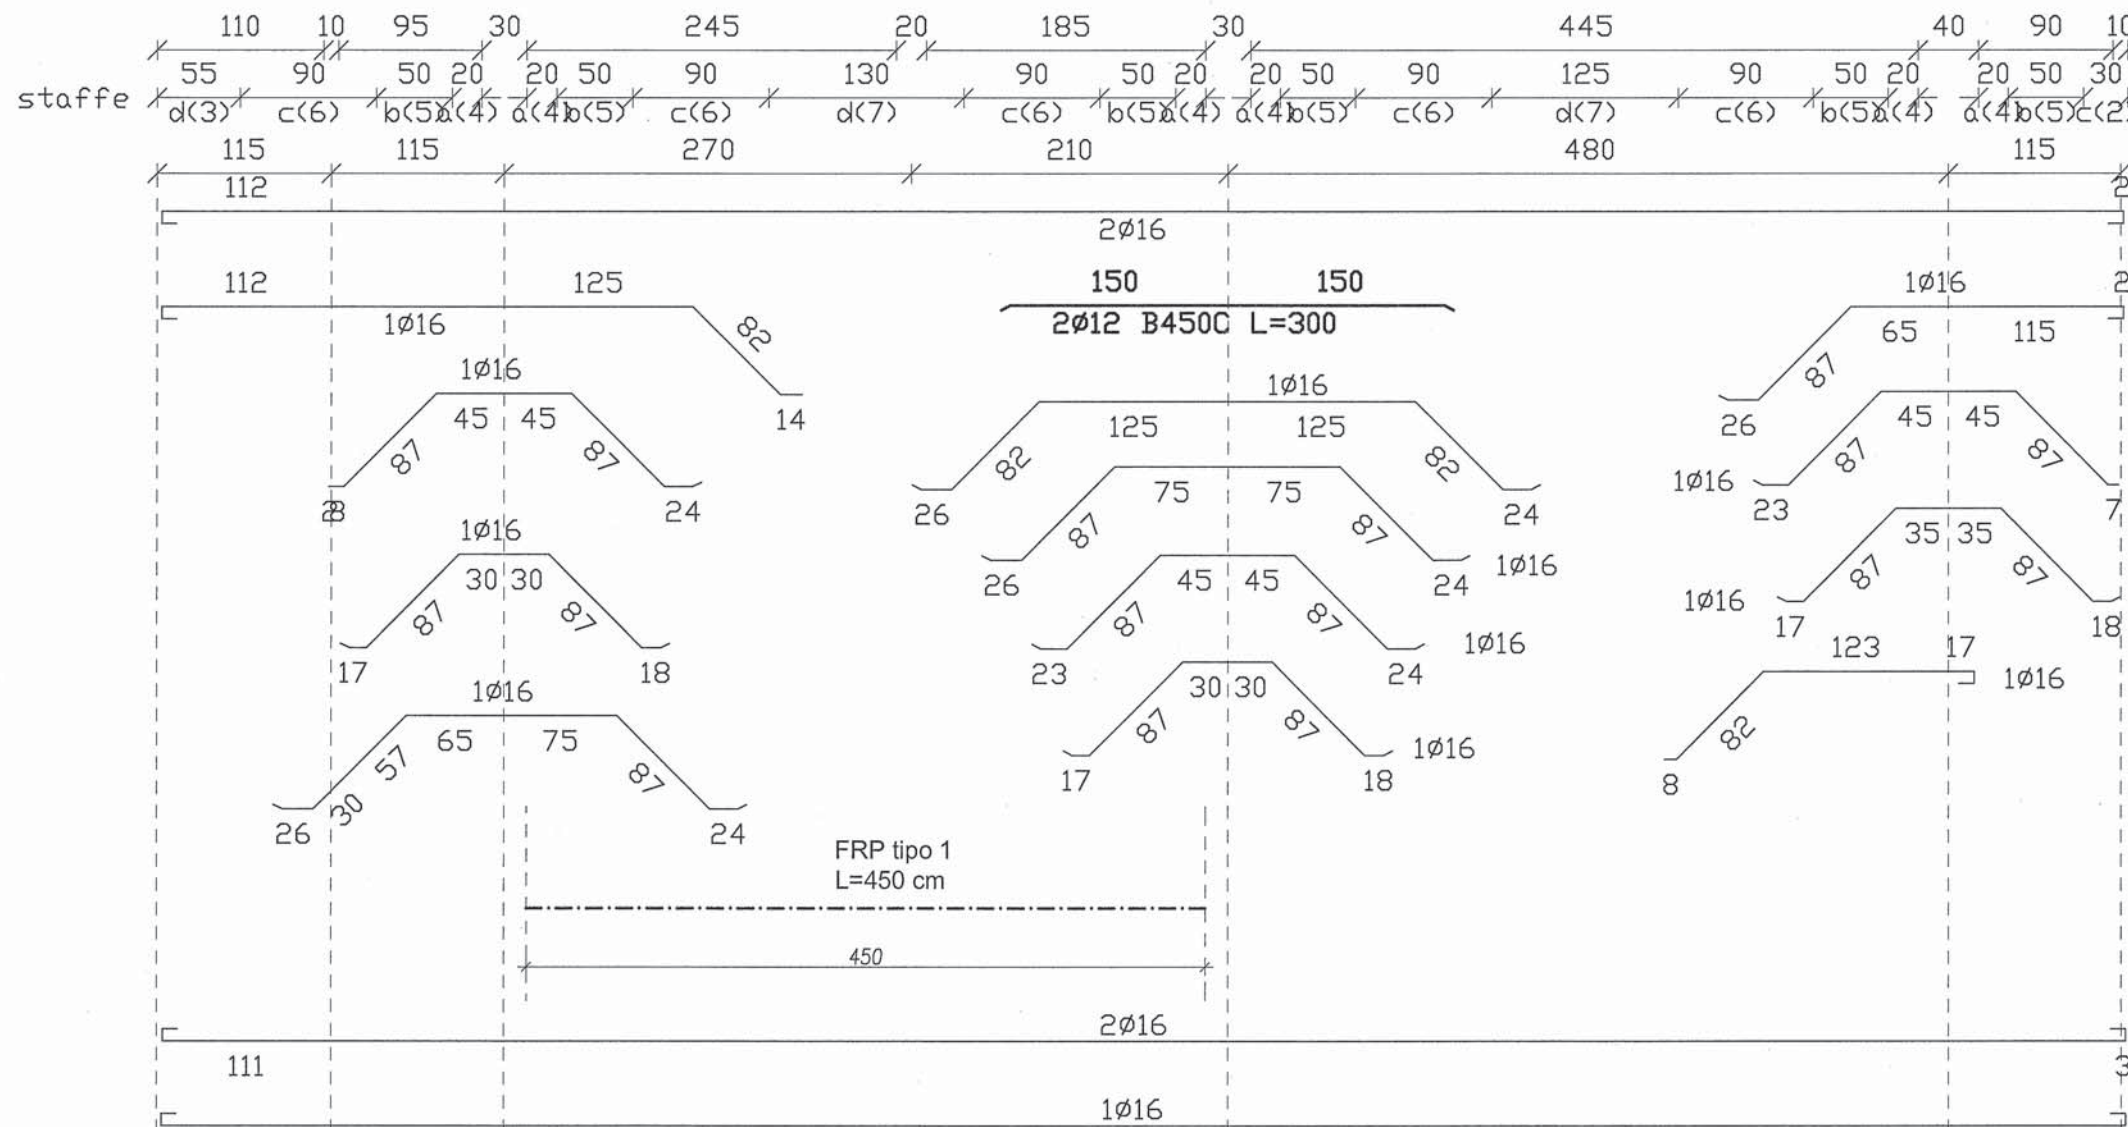 110 10 95 30 245 20 185 30 445 40 90 10
55 90 50 20 20 50 90 130 90 50 20 20 50 90 125 90 50 20 20 50 30
staffe d(3) c(6) b(5) a(4) a(4) b(5) c(6) d(7) c(6) b(5) a(4) a(4) b(5) c(6) d(7) c(6) b(5) a(4) a(4) b(5) c(2)
115 115 270 210 480 115
112 2
2ø16
112 125 150 150 1ø16 2
1ø16 82 2ø12 B450C L=300 65 115
1ø16 1ø16 87
45 45 14 125 125 26 45 45
87 87 82 82 87 87
24 26 75 75 24 1ø16 23 7
1ø16 87 87 35 35
30 30 26 45 45 24 1ø16 87 87
87 87 87 87 1ø16 17 18
17 18 23 24 1ø16 123 17
1ø16 30 30 1ø16
65 75 87 87 1ø16 82
57 87 17 18 8
30
26 24
FRP tipo 1
L=450 cm
450
2ø16
111 3
1ø16